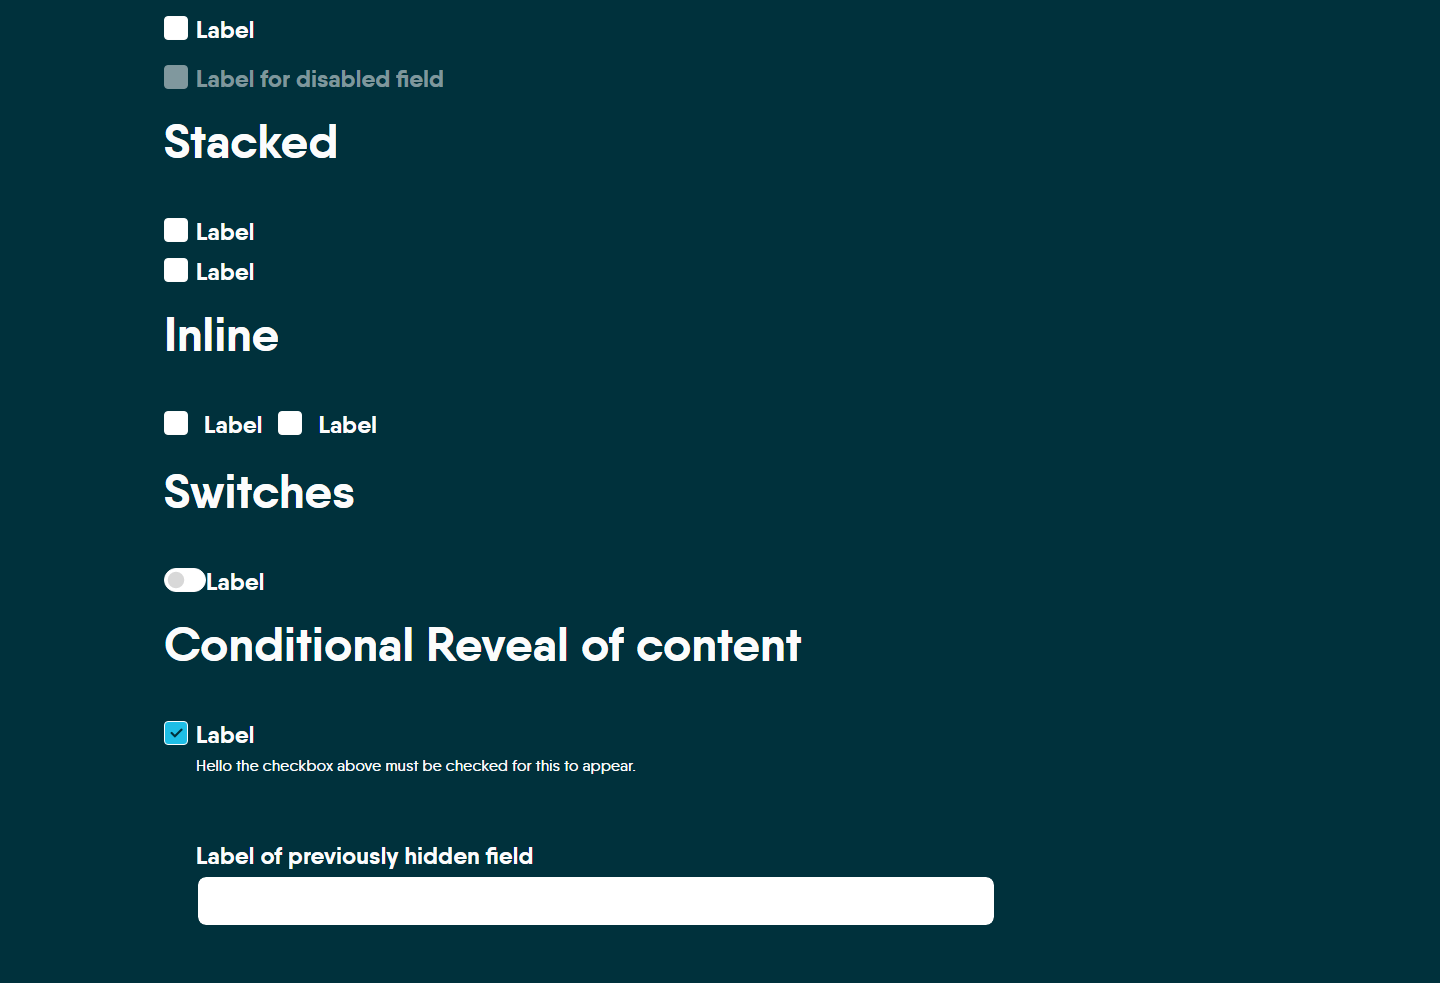 Label
Label for disabled field
Stacked
Label
Label
Inline
Label Label
Switches
Label
Conditional Reveal of content
Label
Hello the checkbox above must be checked for this to appear.
Label of previously hidden field